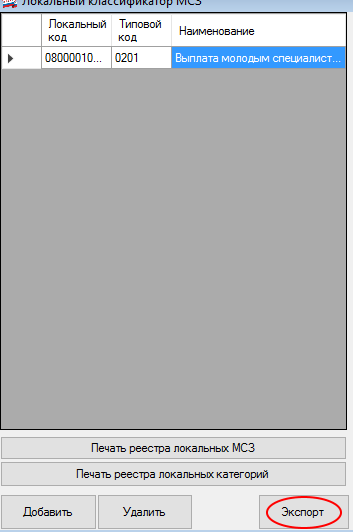 Локальный классификатор МСЗ
Локальный код
Типовой код
Наименование
08000010...
0201
Выплата молодым специалист...
Печать реестра локальных МСЗ
Печать реестра локальных категорий
Добавить
Удалить
Экспорт